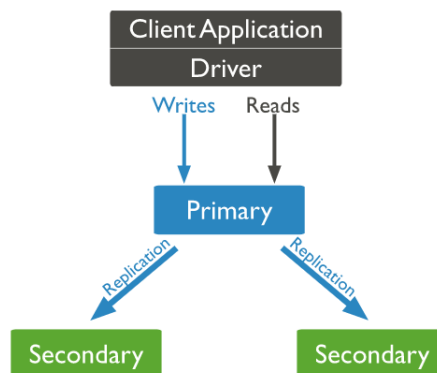 Client Application
Driver
Writes Reads
Primary
Replication Replication
Secondary Secondary